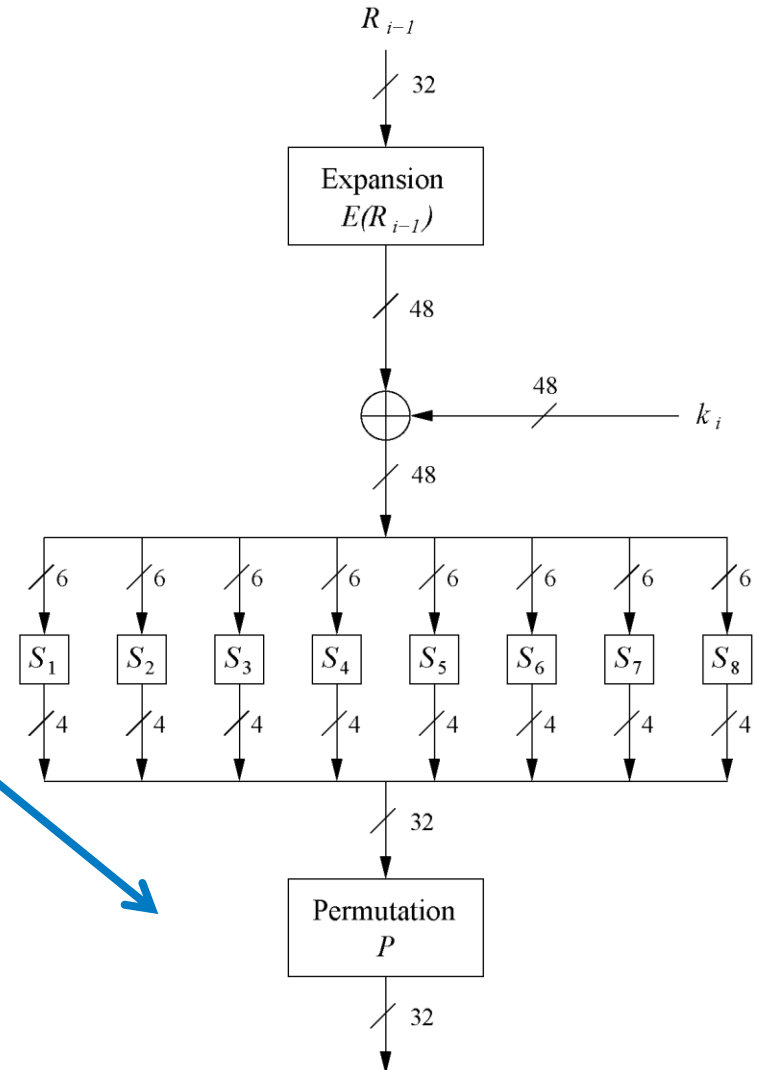 R i−1
32
Expansion
E(R i−1)
48
48
k i
48
6 6 6 6 6 6 6 6
S1 S2 S3 S4 S5 S6 S7 S8
4 4 4 4 4 4 4 4
32
Permutation
P
32